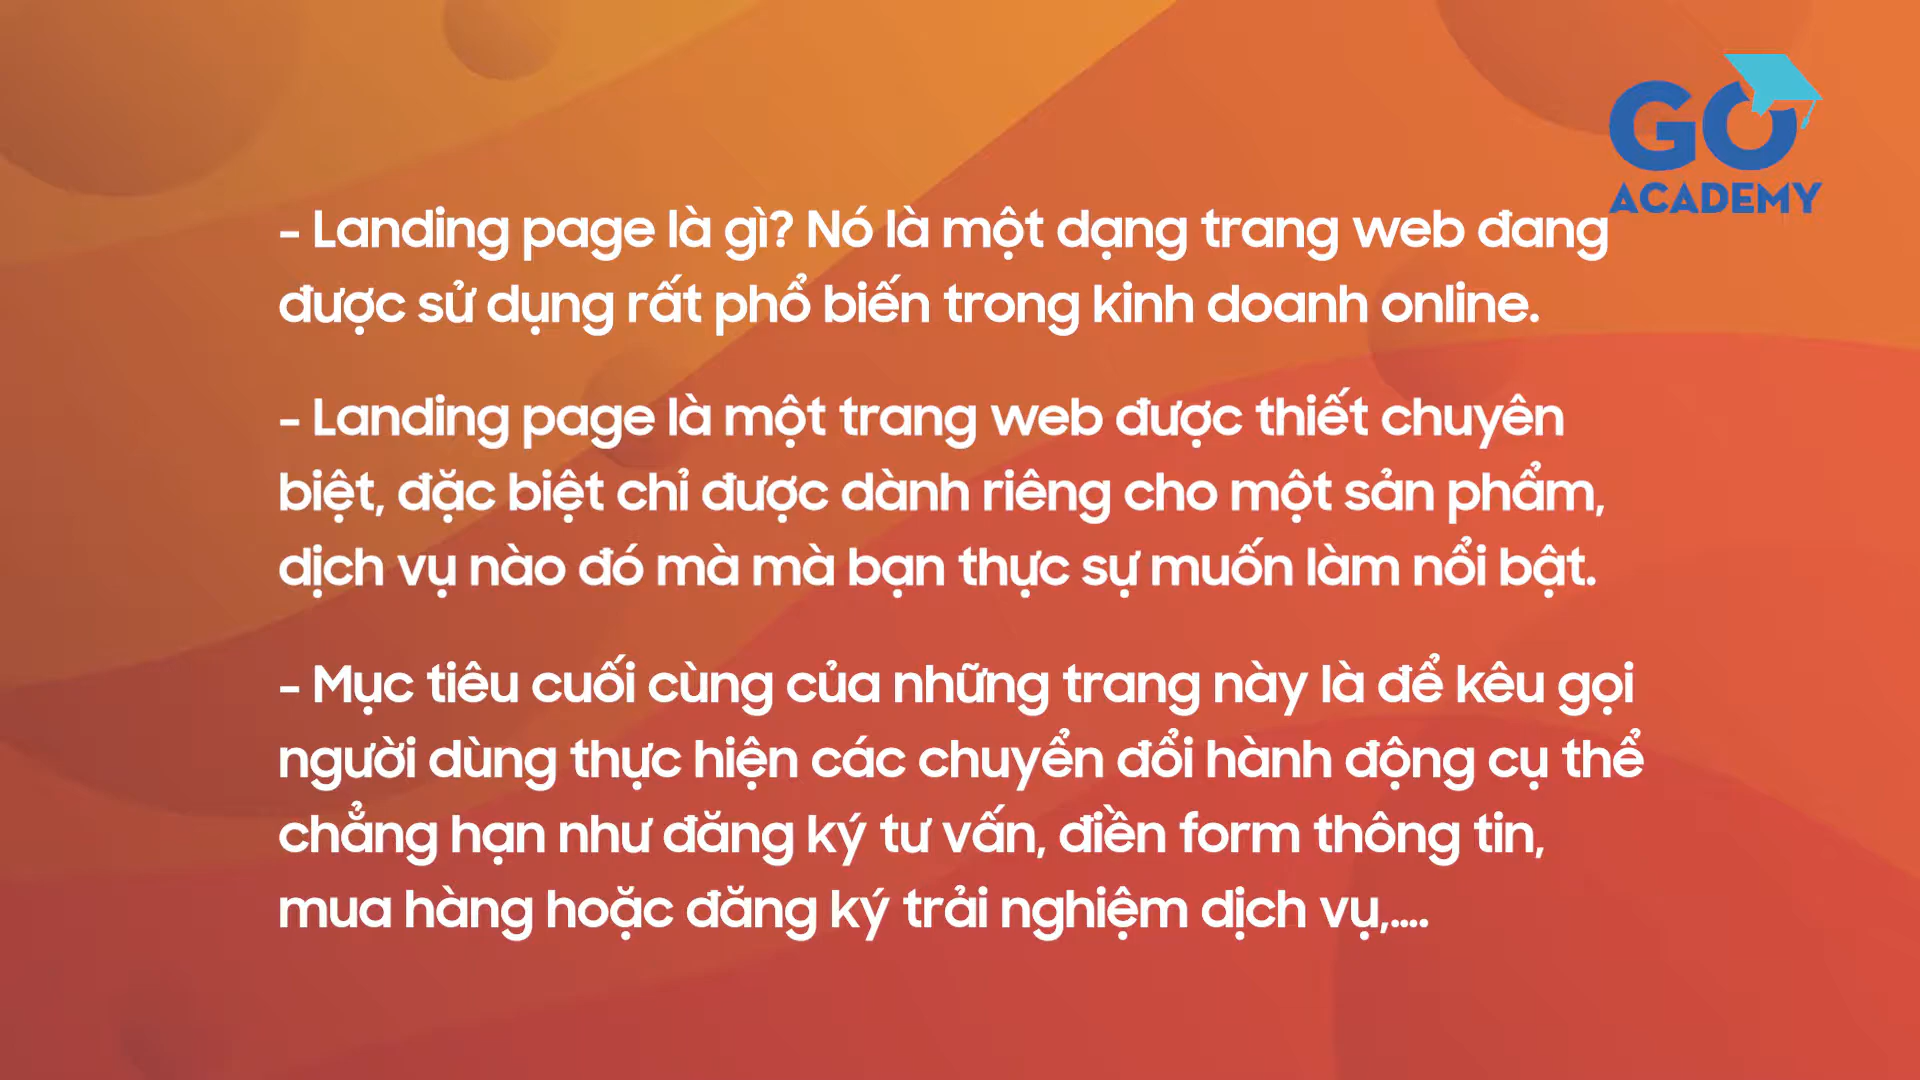 GO
ACADEMY
- Landing page là gì? Nó là một dạng trang web đang
được sử dụng rất phổ biến trong kinh doanh online.
- Landing page là một trang web được thiết chuyên
biệt, đặc biệt chỉ được dành riêng cho một sản phẩm,
dịch vụ nào đó mà mà bạn thực sự muốn làm nổi bật.
- Mục tiêu cuối cùng của những trang này là để kêu gọi
người dùng thực hiện các chuyển đổi hành động cụ thể
chẳng hạn như đăng ký tư vấn, điền form thông tin,
mua hàng hoặc đăng ký trải nghiệm dịch vụ,....